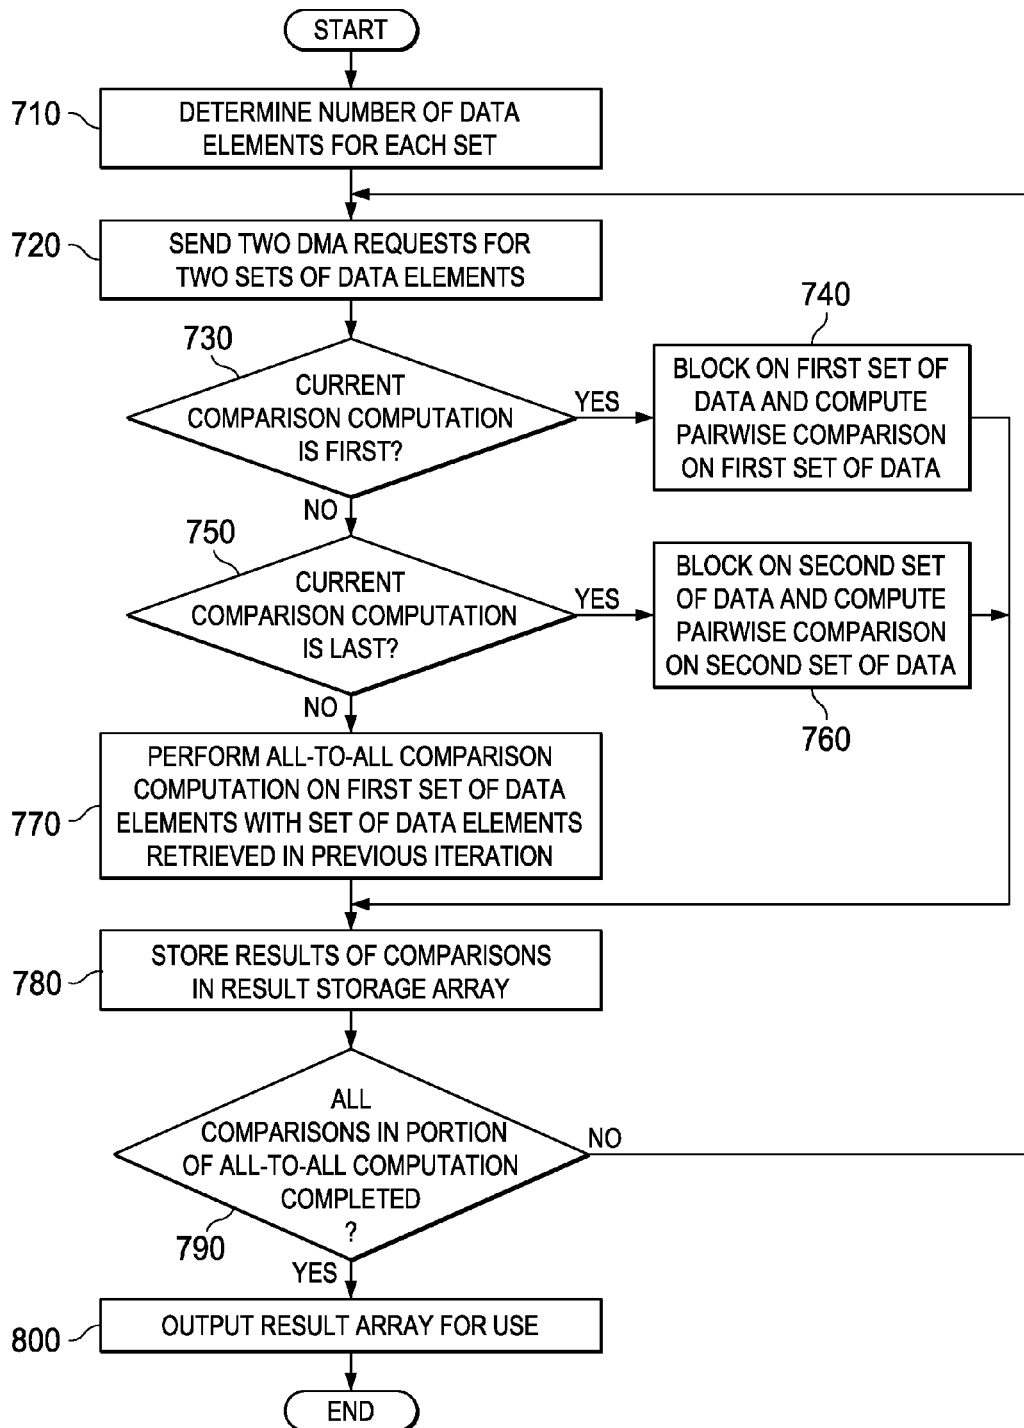 START
710
DETERMINE NUMBER OF DATA
ELEMENTS FOR EACH SET
720
SEND TWO DMA REQUESTS FOR
TWO SETS OF DATA ELEMENTS
730
CURRENT
COMPARISON COMPUTATION
IS FIRST?
YES
NO
740
BLOCK ON FIRST SET OF
DATA AND COMPUTE
PAIRWISE COMPARISON
ON FIRST SET OF DATA
750
CURRENT
COMPARISON COMPUTATION
IS LAST?
YES
NO
BLOCK ON SECOND SET
OF DATA AND COMPUTE
PAIRWISE COMPARISON
ON SECOND SET OF DATA
760
770
PERFORM ALL-TO-ALL COMPARISON
COMPUTATION ON FIRST SET OF DATA
ELEMENTS WITH SET OF DATA ELEMENTS
RETRIEVED IN PREVIOUS ITERATION
780
STORE RESULTS OF COMPARISONS
IN RESULT STORAGE ARRAY
ALL
COMPARISONS IN PORTION
OF ALL-TO-ALL COMPUTATION
COMPLETED
?
NO
790
YES
800
OUTPUT RESULT ARRAY FOR USE
END